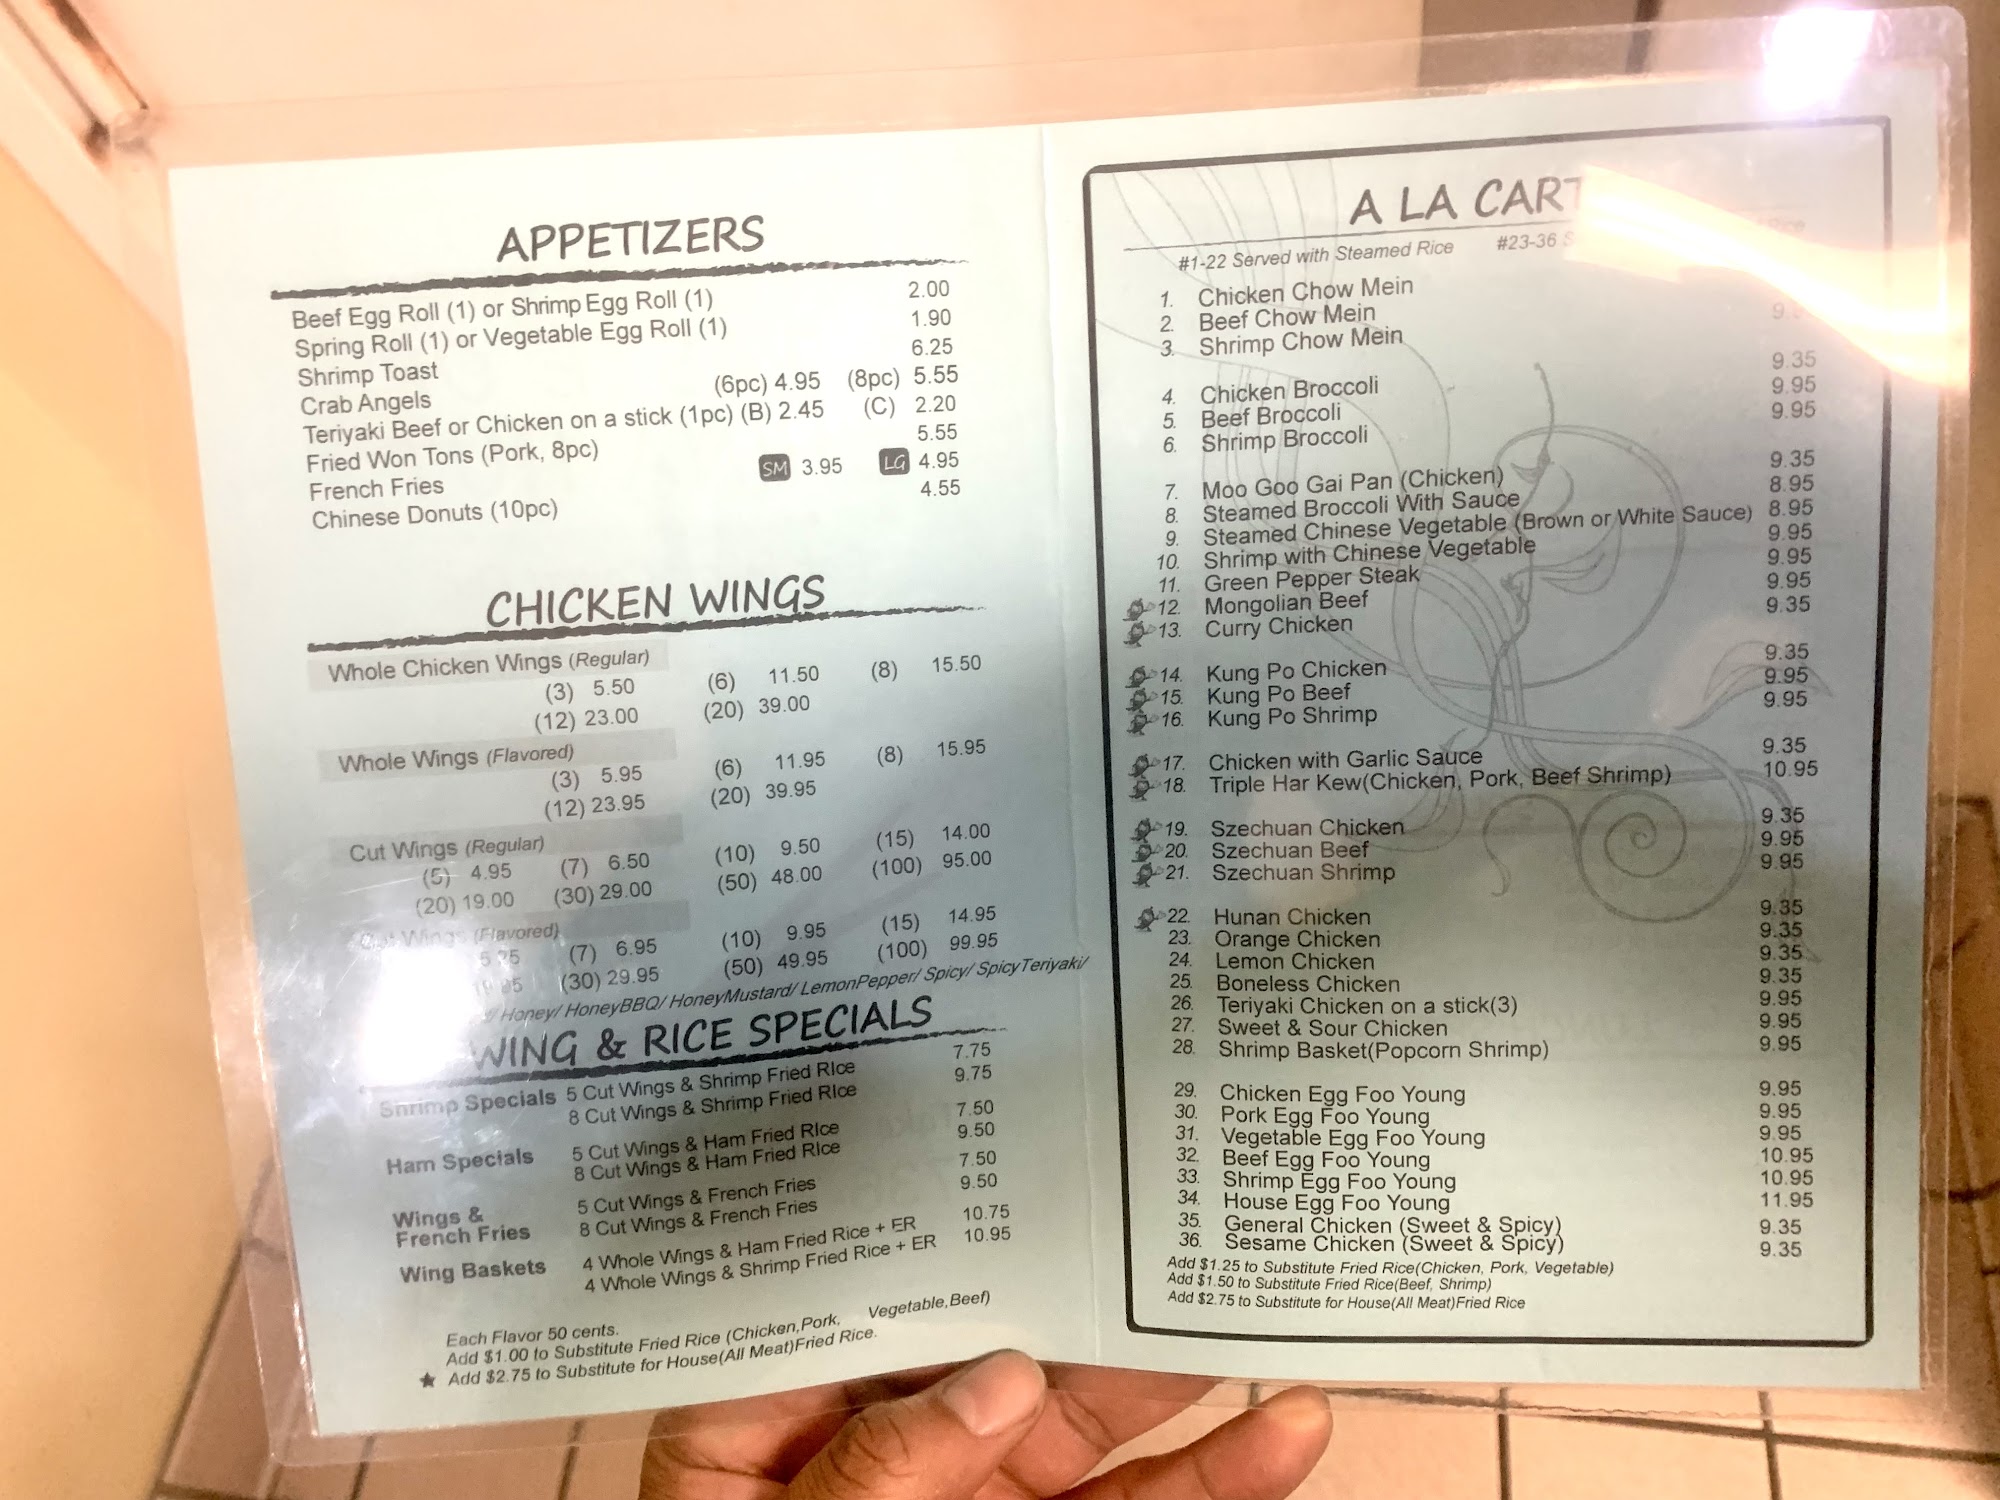 APPETIZERS
Beef Egg Roll (1) or Shrimp Egg Roll (1) 2.00
Spring Roll (1) or Vegetable Egg Roll (1) 1.90
Shrimp Toast 6.25
Crab Angels (6pc) 4.95 (8pc) 5.55
Teriyaki Beef or Chicken on a stick (1pc) (B) 2.45 (C) 2.20
Fried Won Tons (Pork, 8pc) 5.55
French Fries SM 3.95 LG 4.95
Chinese Donuts (10pc) 4.55
CHICKEN WINGS
Whole Chicken Wings (Regular)
(3) 5.50 (6) 11.50 (8) 15.50
(12) 23.00 (20) 39.00
Whole Wings (Flavored)
(3) 5.95 (6) 11.95 (8) 15.95
(12) 23.95 (20) 39.95
Cut Wings (Regular)
(5) 4.95 (7) 6.50 (10) 9.50 (15) 14.00
(20) 19.00 (30) 29.00 (50) 48.00 (100) 95.00
Cut Wings (Flavored)
(7) 6.95 (10) 9.95 (15) 14.95
(30) 29.95 (50) 49.95 (100) 99.95
/ Honey/ HoneyBBQ/ HoneyMustard/ LemonPepper/ Spicy/ SpicyTeriyaki/
WING & RICE SPECIALS
Shrimp Specials 5 Cut Wings & Shrimp Fried RIce 7.75
8 Cut Wings & Shrimp Fried RIce 9.75
Ham Specials 5 Cut Wings & Ham Fried RIce 7.50
8 Cut Wings & Ham Fried RIce 9.50
Wings & French Fries 5 Cut Wings & French Fries 7.50
8 Cut Wings & French Fries 9.50
Wing Baskets 4 Whole Wings & Ham Fried Rice + ER 10.75
4 Whole Wings & Shrimp Fried Rice + ER 10.95
Each Flavor 50 cents.
Add $1.00 to Substitute Fried Rice (Chicken,Pork, Vegetable,Beef)
★ Add $2.75 to Substitute for House(All Meat)Fried Rice.
A LA CART
#1-22 Served with Steamed Rice #23-36
1. Chicken Chow Mein
2. Beef Chow Mein
3. Shrimp Chow Mein
4. Chicken Broccoli 9.35
5. Beef Broccoli 9.95
6. Shrimp Broccoli 9.95
7. Moo Goo Gai Pan (Chicken) 9.35
8. Steamed Broccoli With Sauce 8.95
9. Steamed Chinese Vegetable (Brown or White Sauce) 8.95
10. Shrimp with Chinese Vegetable 9.95
11. Green Pepper Steak 9.95
12. Mongolian Beef 9.95
13. Curry Chicken 9.35
14. Kung Po Chicken 9.35
15. Kung Po Beef 9.95
16. Kung Po Shrimp 9.95
17. Chicken with Garlic Sauce 9.35
18. Triple Har Kew(Chicken, Pork, Beef Shrimp) 10.95
19. Szechuan Chicken 9.35
20. Szechuan Beef 9.95
21. Szechuan Shrimp 9.95
22. Hunan Chicken 9.35
23. Orange Chicken 9.35
24. Lemon Chicken 9.35
25. Boneless Chicken 9.35
26. Teriyaki Chicken on a stick(3) 9.95
27. Sweet & Sour Chicken 9.95
28. Shrimp Basket(Popcorn Shrimp) 9.95
29. Chicken Egg Foo Young 9.95
30. Pork Egg Foo Young 9.95
31. Vegetable Egg Foo Young 9.95
32. Beef Egg Foo Young 10.95
33. Shrimp Egg Foo Young 10.95
34. House Egg Foo Young 11.95
35. General Chicken (Sweet & Spicy) 9.35
36. Sesame Chicken (Sweet & Spicy) 9.35
Add $1.25 to Substitute Fried Rice(Chicken, Pork, Vegetable)
Add $1.50 to Substitute Fried Rice(Beef, Shrimp)
Add $2.75 to Substitute for House(All Meat)Fried Rice